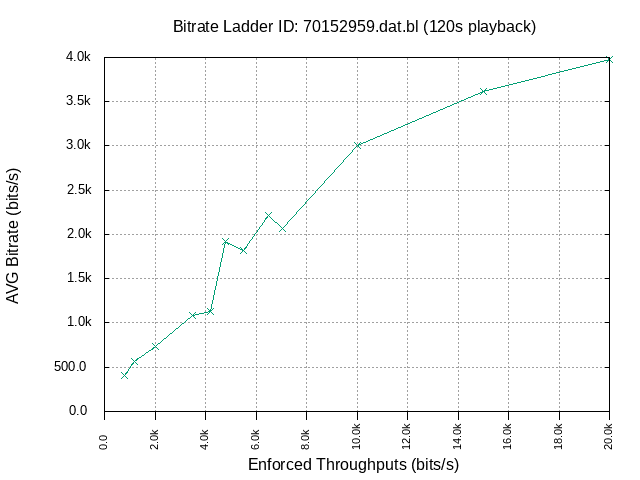 Bitrate Ladder ID: 70152959.dat.bl (120s playback)
4.0k
3.5k
3.0k
2.5k
2.0k
1.5k
1.0k
500.0
0.0
AVG Bitrate (bits/s)
0.0 2.0k 4.0k 6.0k 8.0k 10.0k 12.0k 14.0k 16.0k 18.0k 20.0k
Enforced Throughputs (bits/s)